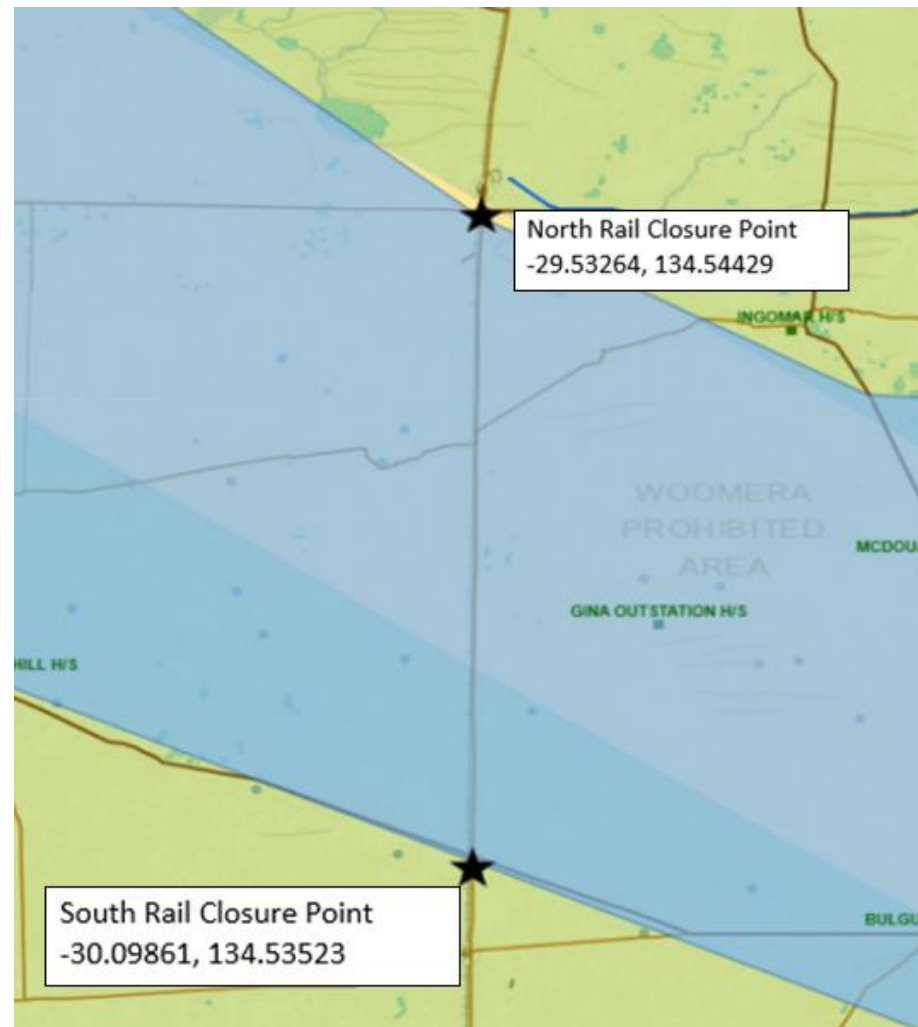 North Rail Closure Point
-29.53264, 134.54429
INGOMAR H/S
WOOMERA
PROHIBITED
AREA
MCDOU
GINA OUTSTATION H/S
HILL H/S
South Rail Closure Point
-30.09861, 134.53523
BULGU